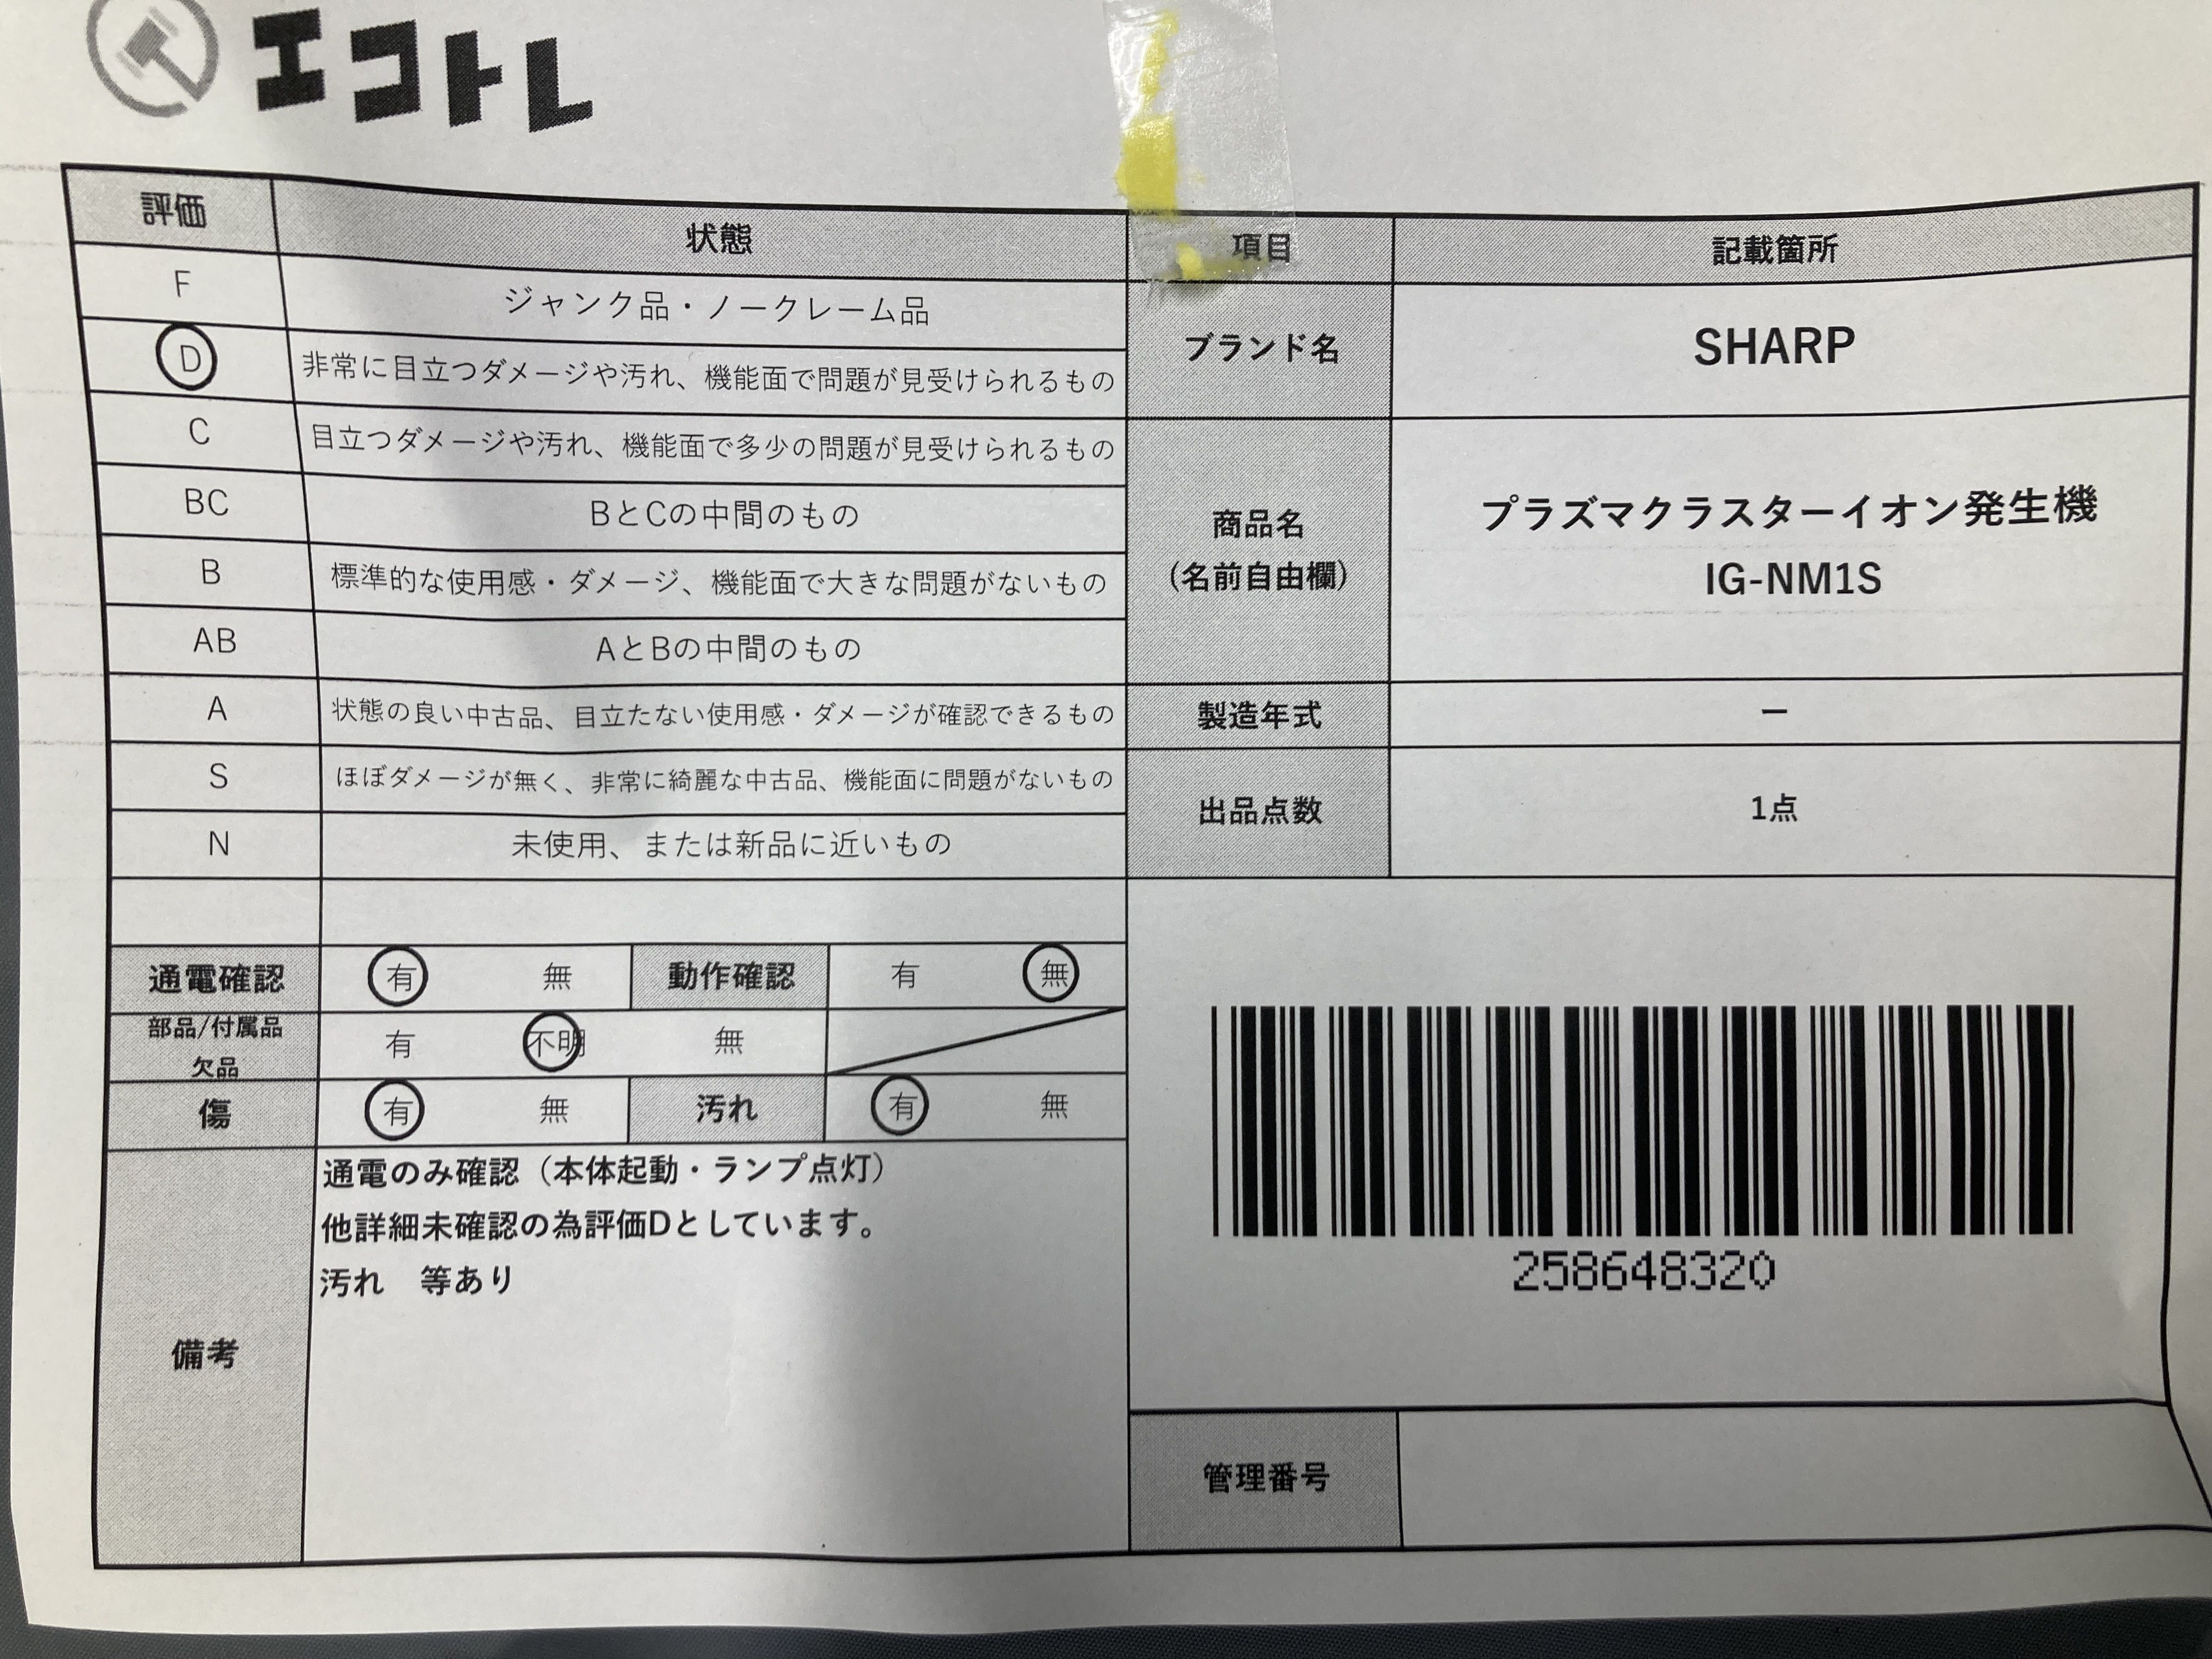 エコトレ
評価 状態
F ジャンク品・ノークレーム品
D 非常に目立つダメージや汚れ、機能面で問題が見受けられるもの
C 目立つダメージや汚れ、機能面で多少の問題が見受けられるもの
BC BとCの中間のもの
B 標準的な使用感・ダメージ、機能面で大きな問題がないもの
AB AとBの中間のもの
A 状態の良い中古品、目立たない使用感・ダメージが確認できるもの
S ほぼダメージが無く、非常に綺麗な中古品、機能面に問題がないもの
N 未使用、または新品に近いもの
通電確認 有 無 動作確認 有 無
部品/付属品
欠品
有 不明 無
傷 有 無 汚れ 有 無
備考
通電のみ確認（本体起動・ランプ点灯）
他詳細未確認の為評価Dとしています。
汚れ 等あり
項目 記載箇所
ブランド名 SHARP
商品名
(名前自由欄)
プラズマクラスターイオン発生機
IG-NM1S
製造年式 ー
出品点数 1点
258648320
管理番号